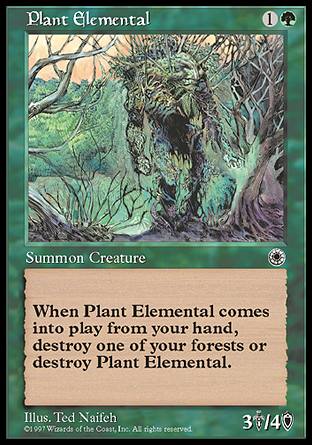 Plant Elemental 1
Summon Creature
When Plant Elemental comes
into play from your hand,
destroy one of your forests or
destroy Plant Elemental.
Illus. Ted Naifeh
©1997 Wizards of the Coast, Inc. All rights reserved.
3/4